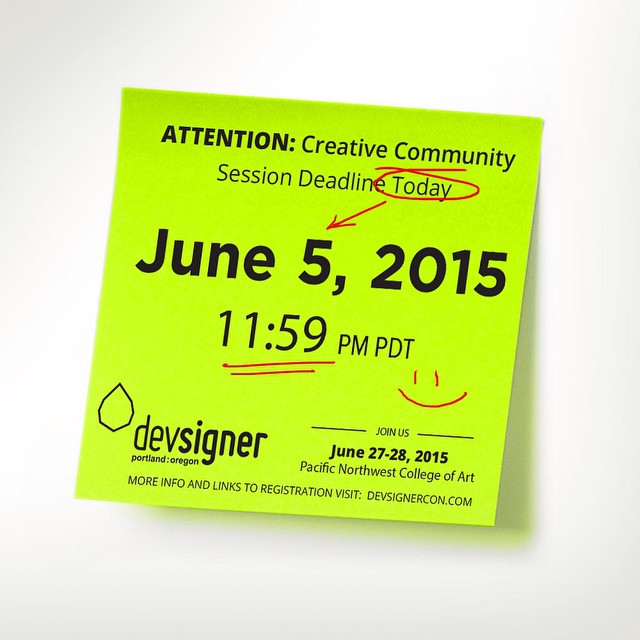 ATTENTION: Creative Community
Session Deadline Today
June 5, 2015
11:59 PM PDT
devsigner
portland:oregon
JOIN US
June 27-28, 2015
Pacific Northwest College of Art
MORE INFO AND LINKS TO REGISTRATION VISIT: DEVSIGNERCON.COM